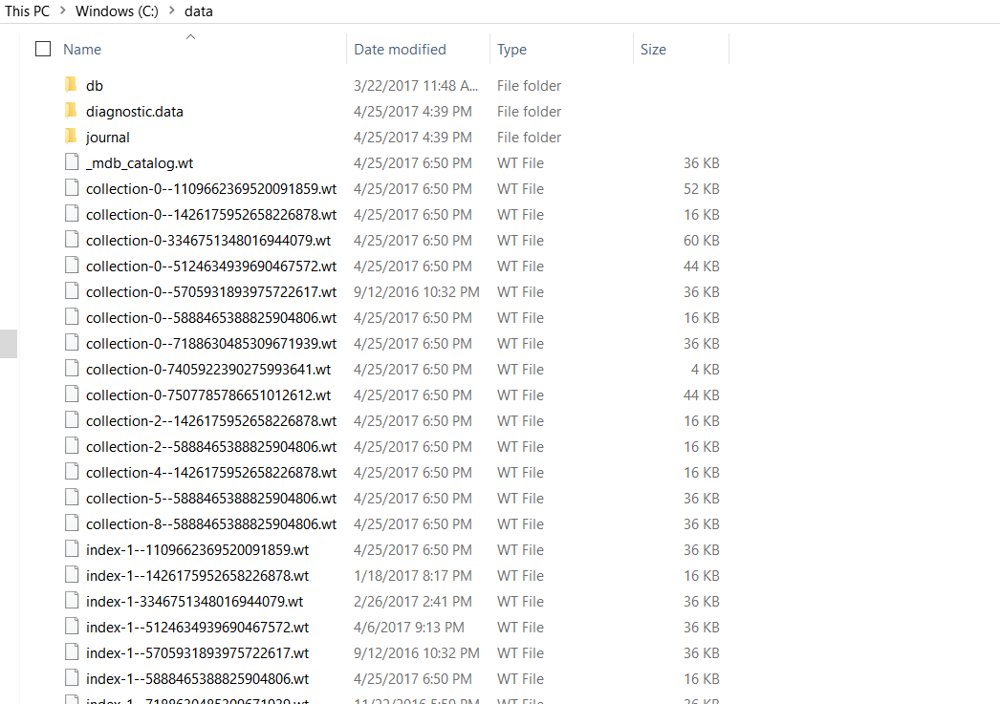 This PC > Windows (C:) > data
Name Date modified Type Size
db 3/22/2017 11:48 A... File folder
diagnostic.data 4/25/2017 4:39 PM File folder
journal 4/25/2017 4:39 PM File folder
_mdb_catalog.wt 4/25/2017 6:50 PM WT File 36 KB
collection-0--1109662369520091859.wt 4/25/2017 6:50 PM WT File 52 KB
collection-0--1426175952658226878.wt 4/25/2017 6:50 PM WT File 16 KB
collection-0-3346751348016944079.wt 4/25/2017 6:50 PM WT File 60 KB
collection-0--5124634939690467572.wt 4/25/2017 6:50 PM WT File 44 KB
collection-0--5705931893975722617.wt 9/12/2016 10:32 PM WT File 36 KB
collection-0--5888465388825904806.wt 4/25/2017 6:50 PM WT File 16 KB
collection-0--7188630485309671939.wt 4/25/2017 6:50 PM WT File 36 KB
collection-0-7405922390275993641.wt 4/25/2017 6:50 PM WT File 4 KB
collection-0-7507785786651012612.wt 4/25/2017 6:50 PM WT File 44 KB
collection-2--1426175952658226878.wt 4/25/2017 6:50 PM WT File 16 KB
collection-2--5888465388825904806.wt 4/25/2017 6:50 PM WT File 16 KB
collection-4--1426175952658226878.wt 4/25/2017 6:50 PM WT File 16 KB
collection-5--5888465388825904806.wt 4/25/2017 6:50 PM WT File 36 KB
collection-8--5888465388825904806.wt 4/25/2017 6:50 PM WT File 36 KB
index-1--1109662369520091859.wt 4/25/2017 6:50 PM WT File 36 KB
index-1--1426175952658226878.wt 1/18/2017 8:17 PM WT File 16 KB
index-1-3346751348016944079.wt 2/26/2017 2:41 PM WT File 36 KB
index-1--5124634939690467572.wt 4/6/2017 9:13 PM WT File 36 KB
index-1--5705931893975722617.wt 9/12/2016 10:32 PM WT File 36 KB
index-1--5888465388825904806.wt 4/25/2017 6:50 PM WT File 16 KB
index-1--7188630485309671939.wt 11/22/2016 5:59 PM WT File 36 KB